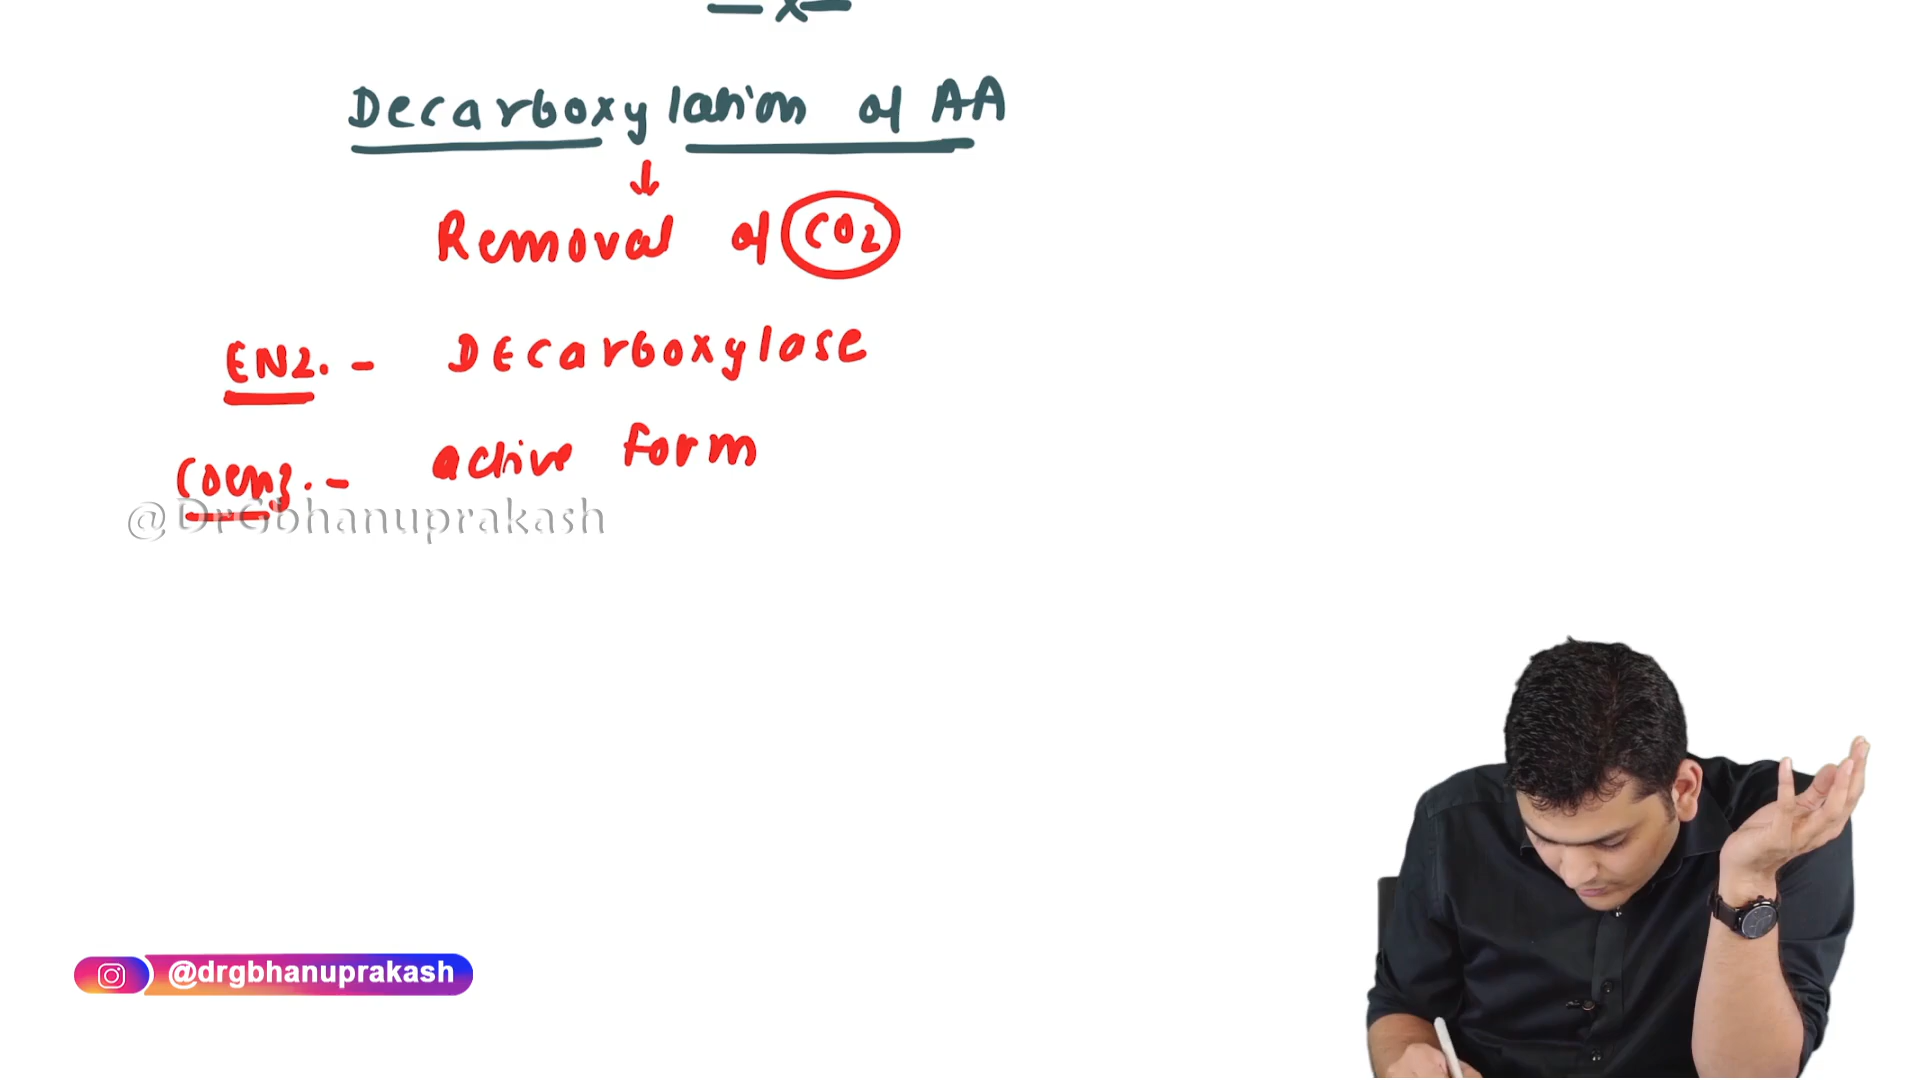 Decarboxylation of AA
↓
Removal of CO2
ENZ. - DEcarboxylase
Coenz. - active form
@DrGbhanuprakash
@drgbhanuprakash